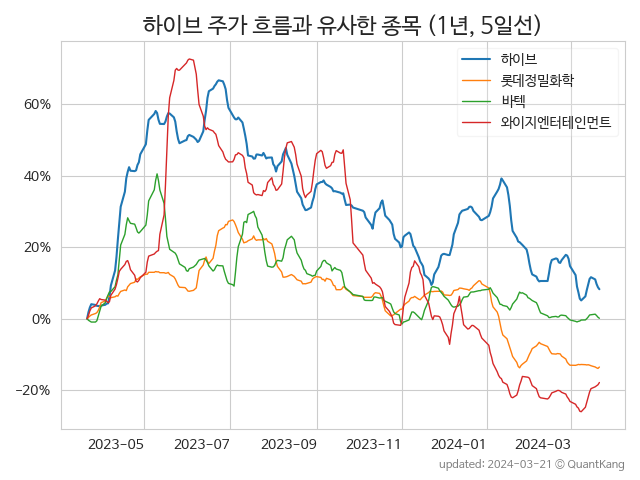 하이브 주가 흐름과 유사한 종목 (1년, 5일선)
하이브
롯데정밀화학
바텍
와이지엔터테인먼트
60%
40%
20%
0%
−20%
2023-05 2023-07 2023-09 2023-11 2024-01 2024-03
updated: 2024-03-21 © QuantKang